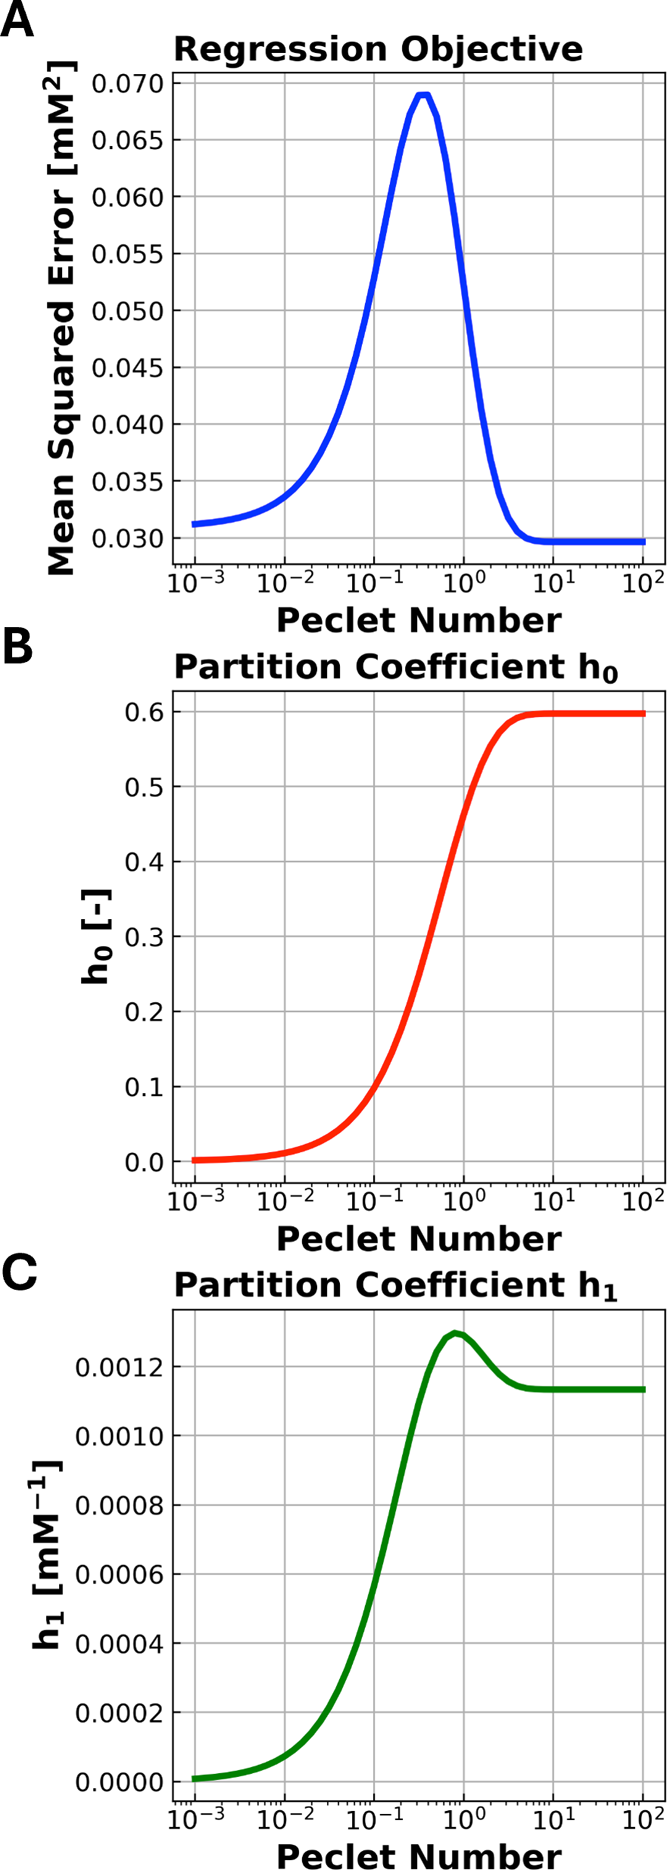 A
Regression Objective
Mean Squared Error [mM²]
0.070
0.065
0.060
0.055
0.050
0.045
0.040
0.035
0.030
10⁻³ 10⁻² 10⁻¹ 10⁰ 10¹ 10²
Peclet Number
B
Partition Coefficient h₀
h₀ [-]
0.6
0.5
0.4
0.3
0.2
0.1
0.0
10⁻³ 10⁻² 10⁻¹ 10⁰ 10¹ 10²
Peclet Number
C
Partition Coefficient h₁
h₁ [mM⁻¹]
0.0012
0.0010
0.0008
0.0006
0.0004
0.0002
0.0000
10⁻³ 10⁻² 10⁻¹ 10⁰ 10¹ 10²
Peclet Number